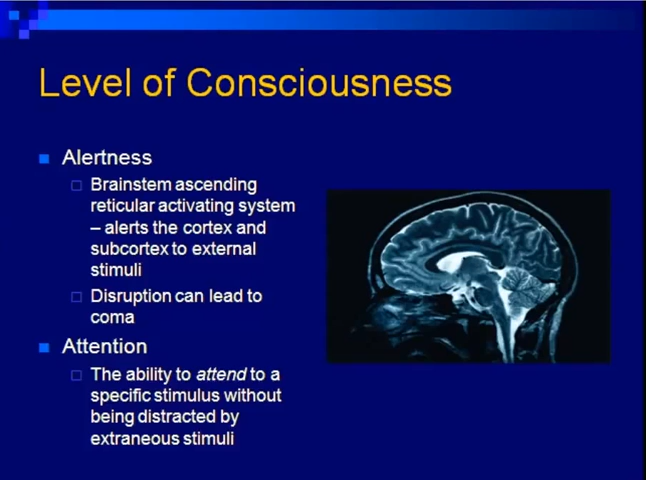 Level of Consciousness
Alertness
Brainstem ascending
reticular activating system
– alerts the cortex and
subcortex to external
stimuli
Disruption can lead to
coma
Attention
The ability to attend to a
specific stimulus without
being distracted by
extraneous stimuli